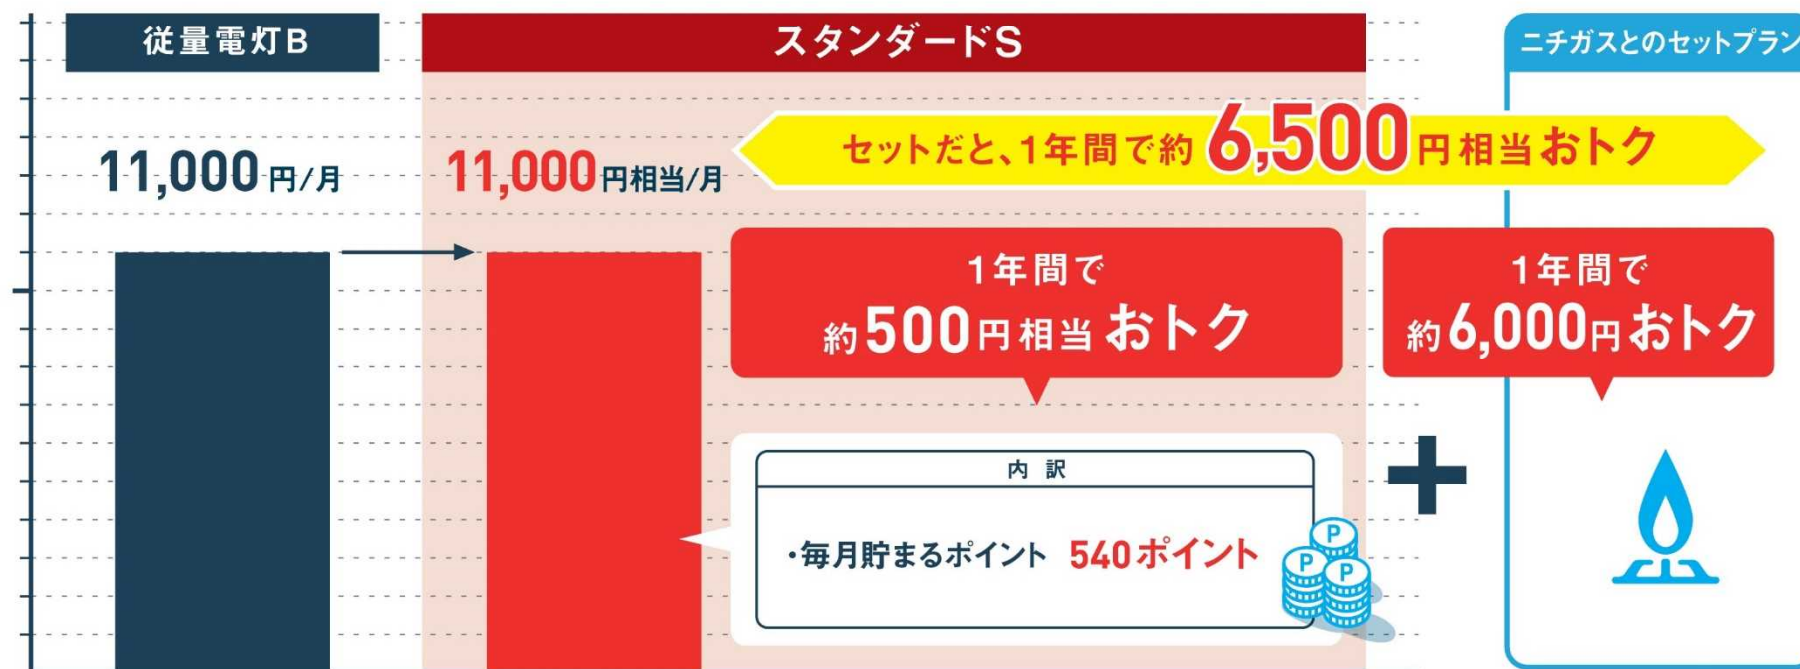 従量電灯B
スタンダードS
ニチガスとのセットプラン
セットだと、1年間で約6,500円相当おトク
11,000円/月
11,000円相当/月
1年間で
約500円相当おトク
1年間で
約6,000円おトク
内訳
・毎月貯まるポイント 540ポイント
P
P
P